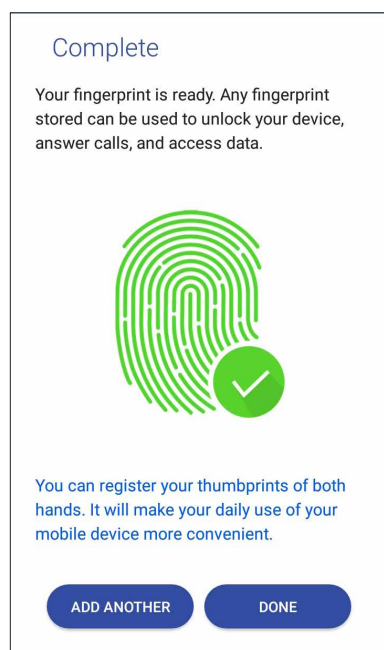 Complete
Your fingerprint is ready. Any fingerprint
stored can be used to unlock your device,
answer calls, and access data.
You can register your thumbprints of both
hands. It will make your daily use of your
mobile device more convenient.
ADD ANOTHER
DONE